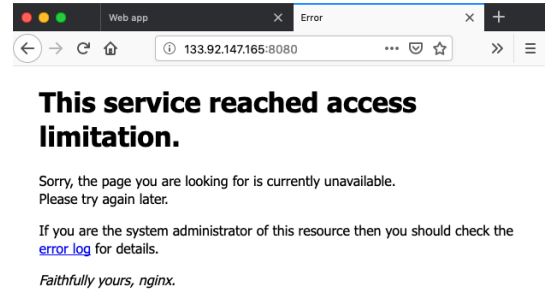 Web app
Error
133.92.147.165:8080
This service reached access
limitation.
Sorry, the page you are looking for is currently unavailable.
Please try again later.
If you are the system administrator of this resource then you should check the
error log for details.
Faithfully yours, nginx.